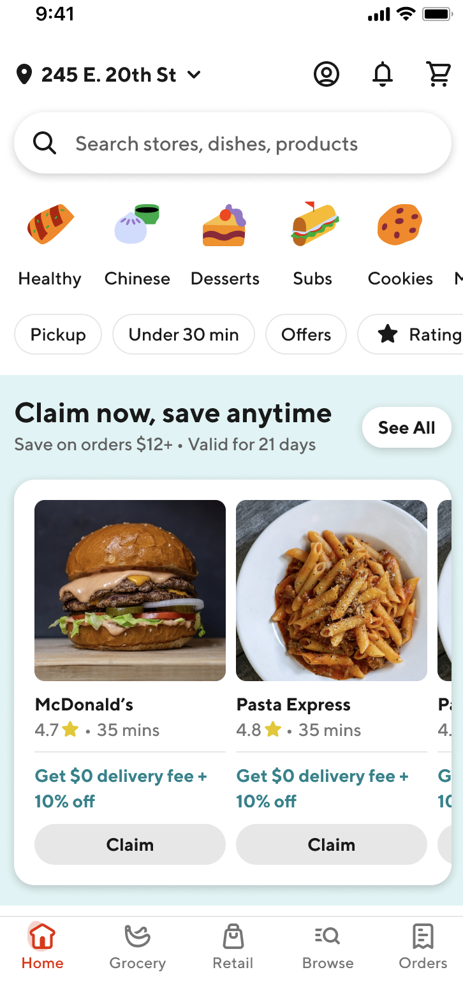 9:41
245 E. 20th St
Search stores, dishes, products
Healthy Chinese Desserts Subs Cookies
Pickup Under 30 min Offers Rating
Claim now, save anytime
Save on orders $12+ • Valid for 21 days
See All
McDonald’s
4.7 • 35 mins
Get $0 delivery fee +
10% off
Claim
Pasta Express
4.8 • 35 mins
Get $0 delivery fee +
10% off
Claim
Home Grocery Retail Browse Orders